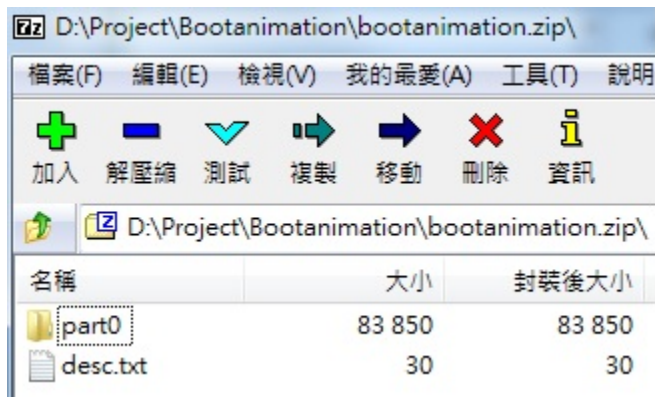 7z D:\Project\Bootanimation\bootanimation.zip\
檔案(F) 編輯(E) 檢視(V) 我的最愛(A) 工具(T) 說明
加入 解壓縮 測試 複製 移動 刪除 資訊
D:\Project\Bootanimation\bootanimation.zip\
名稱 大小 封裝後大小
part0 83 850 83 850
desc.txt 30 30